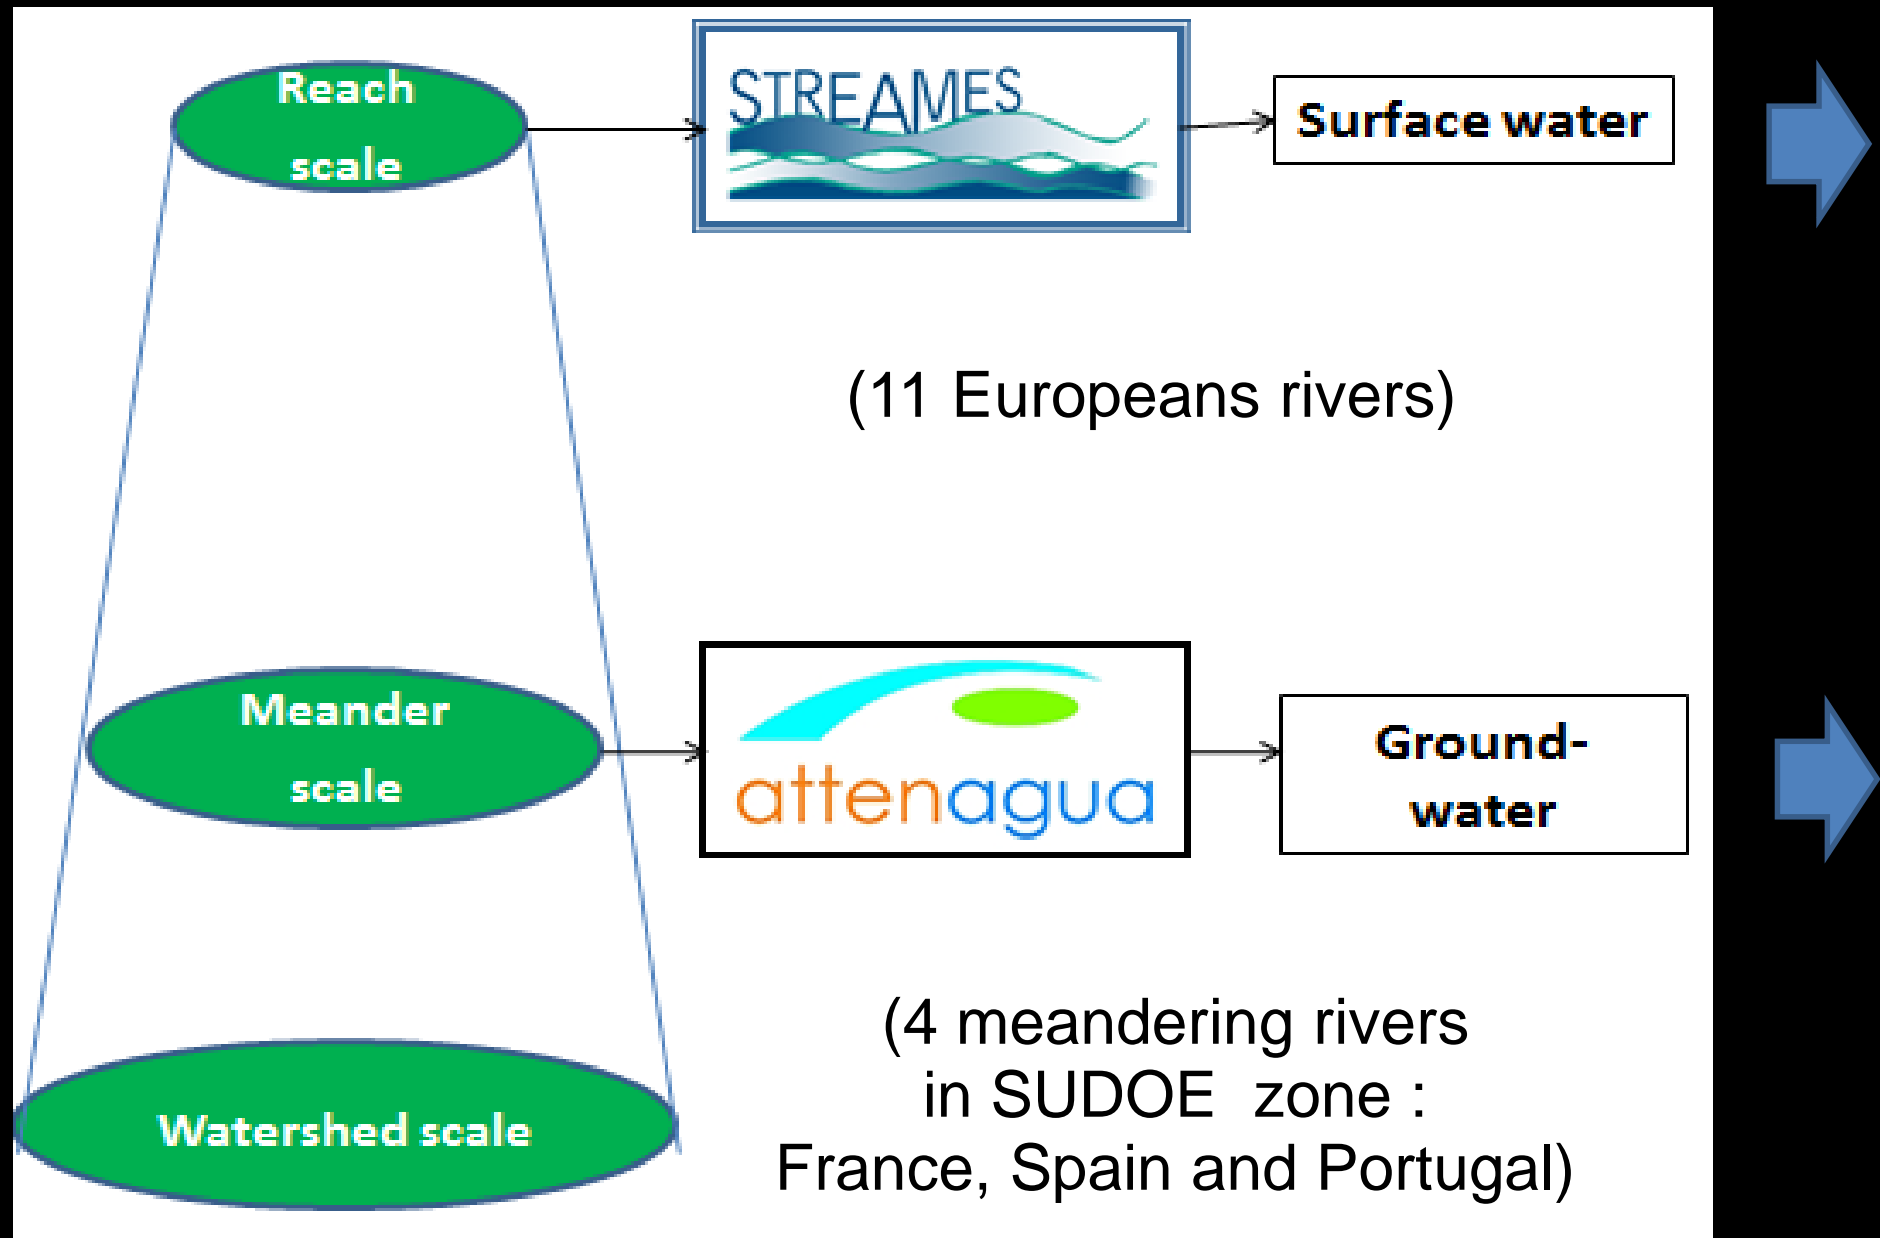 Reach
scale
STREAMES
Surface water
(11 Europeans rivers)
Meander
scale
attenagua
Ground-
water
(4 meandering rivers
in SUDOE zone :
France, Spain and Portugal)
Watershed scale